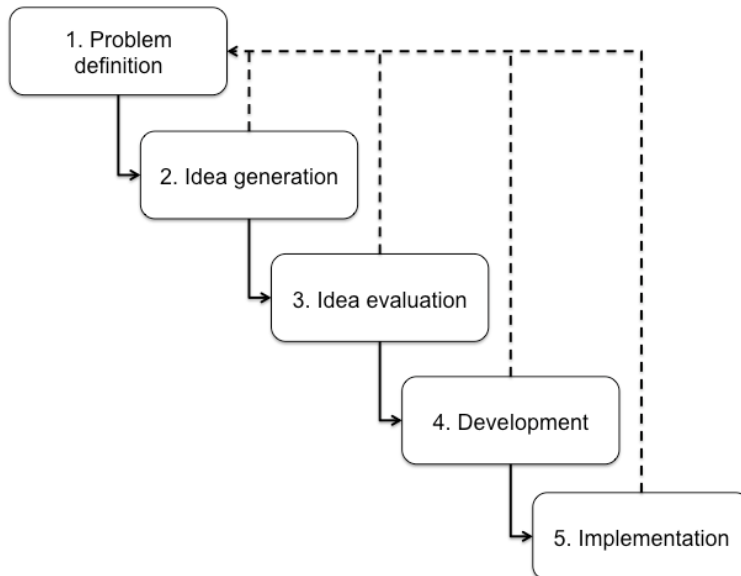 1. Problem
definition
2. Idea generation
3. Idea evaluation
4. Development
5. Implementation